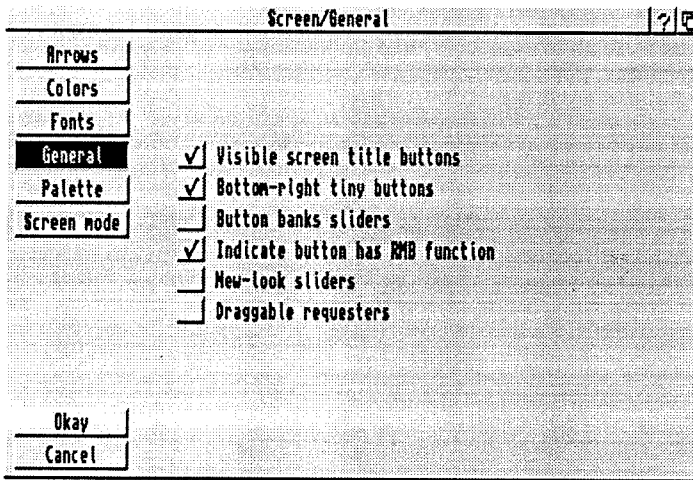 Screen/General
?
Arrows
Colors
Fonts
General
Palette
Screen mode
Visible screen title buttons
Bottom-right tiny buttons
Button banks sliders
Indicate button has RMB function
New-look sliders
Draggable requesters
Okay
Cancel